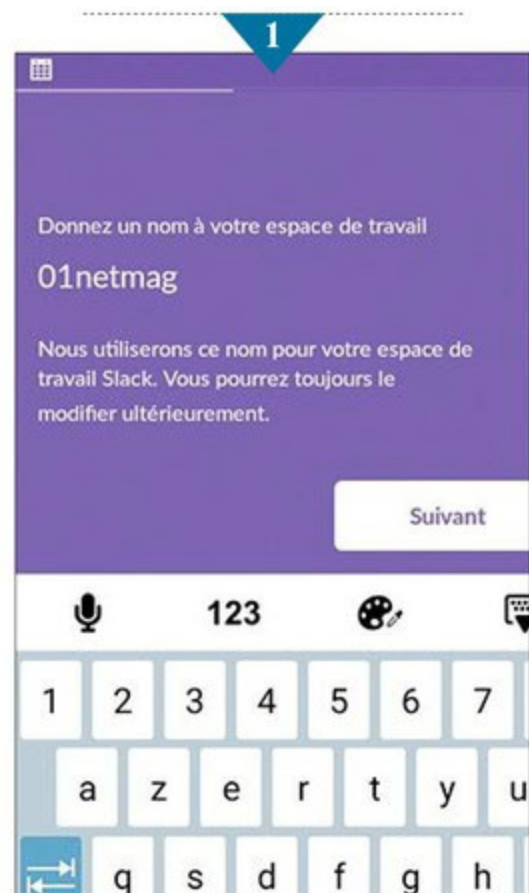 1
Donnez un nom à votre espace de travail
01netmag
Nous utiliserons ce nom pour votre espace de
travail Slack. Vous pourrez toujours le
modifier ultérieurement.
Suivant
123
1 2 3 4 5 6 7
a z e r t y u
q s d f g h